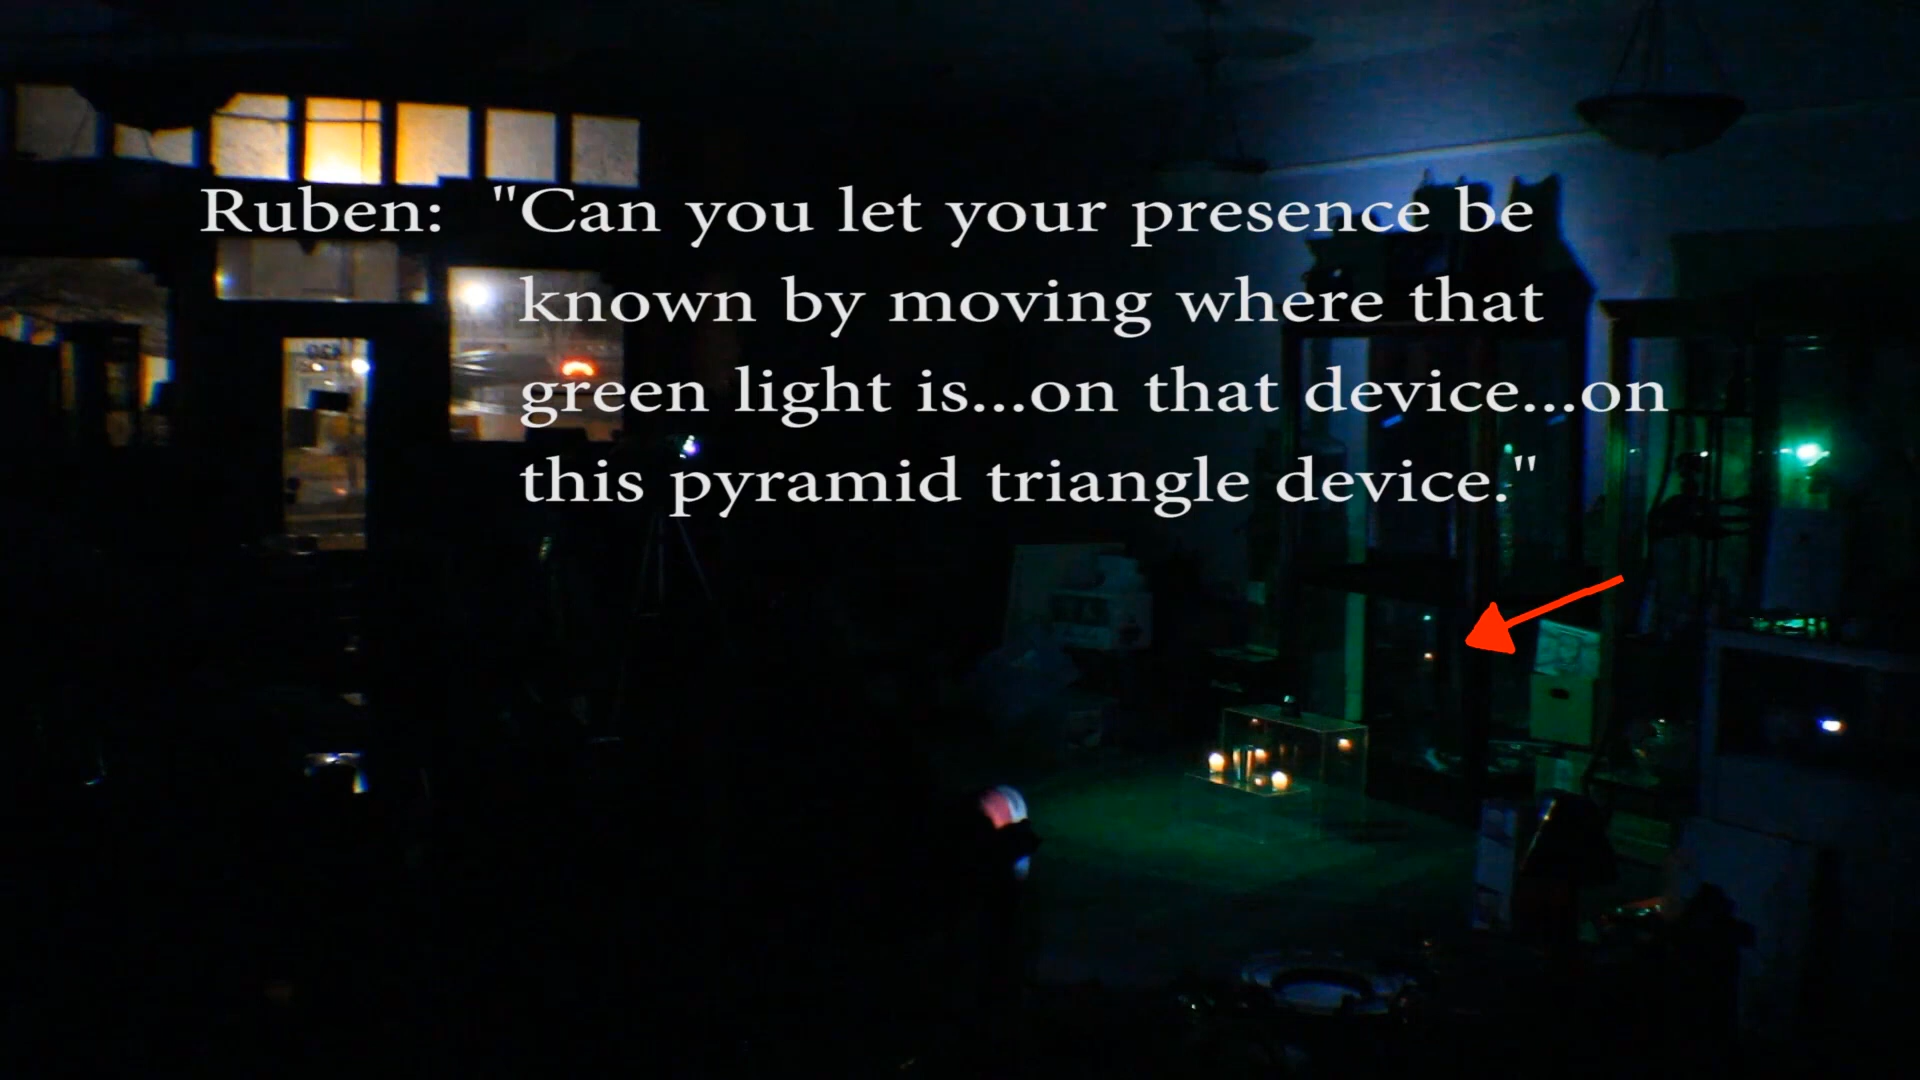 Ruben: "Can you let your presence be
known by moving where that
green light is...on that device...on
this pyramid triangle device."